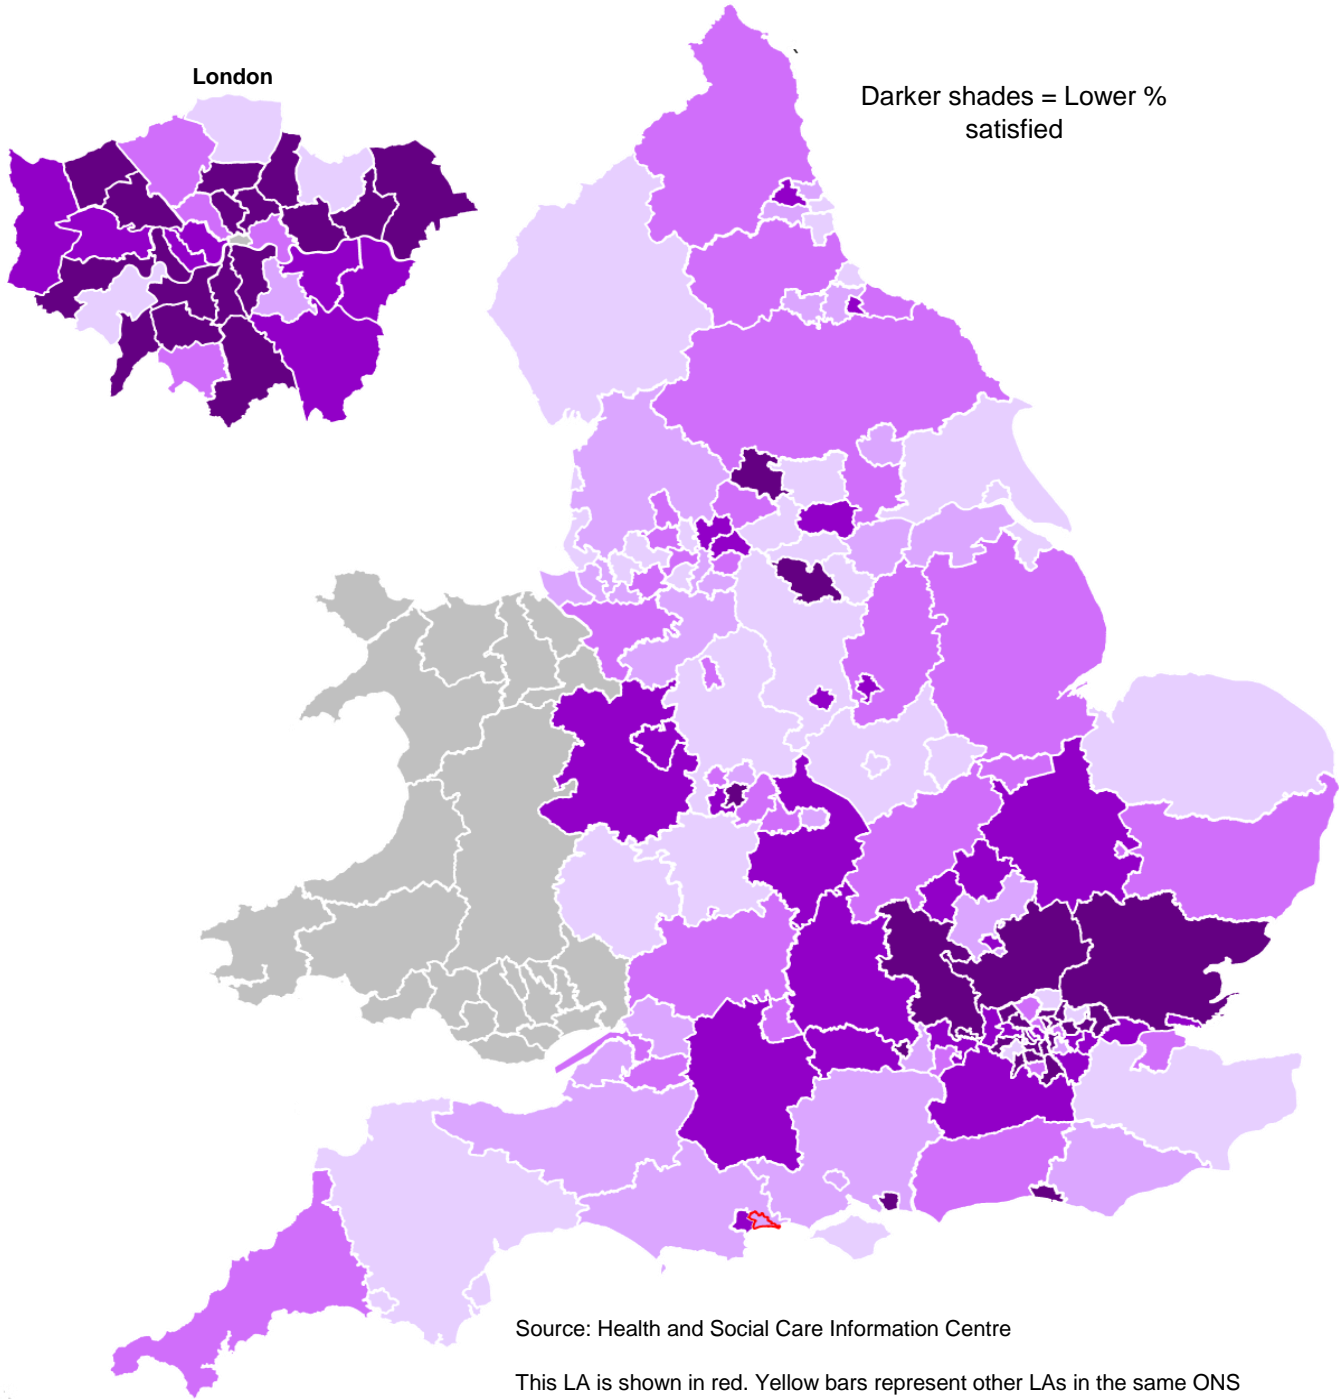 London
Darker shades = Lower %
satisfied
Source: Health and Social Care Information Centre
This LA is shown in red. Yellow bars represent other LAs in the same ONS